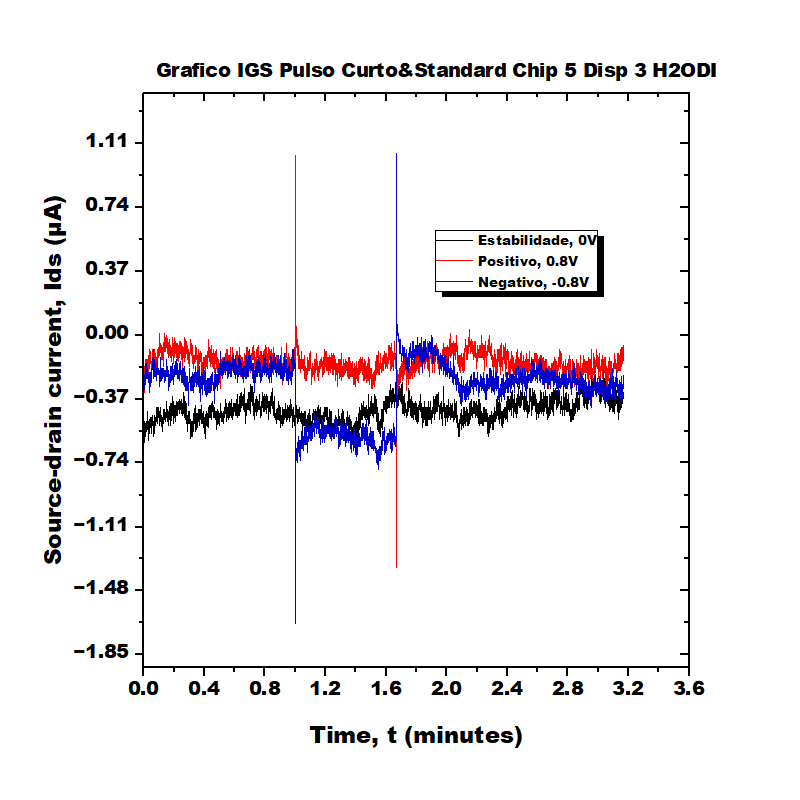 Grafico IGS Pulso Curto&Standard Chip 5 Disp 3 H2ODI
1.11
0.74
0.37
0.00
−0.37
−0.74
−1.11
−1.48
−1.85
Source-drain current, Ids (µA)
Estabilidade, 0V
Positivo, 0.8V
Negativo, -0.8V
0.0 0.4 0.8 1.2 1.6 2.0 2.4 2.8 3.2 3.6
Time, t (minutes)